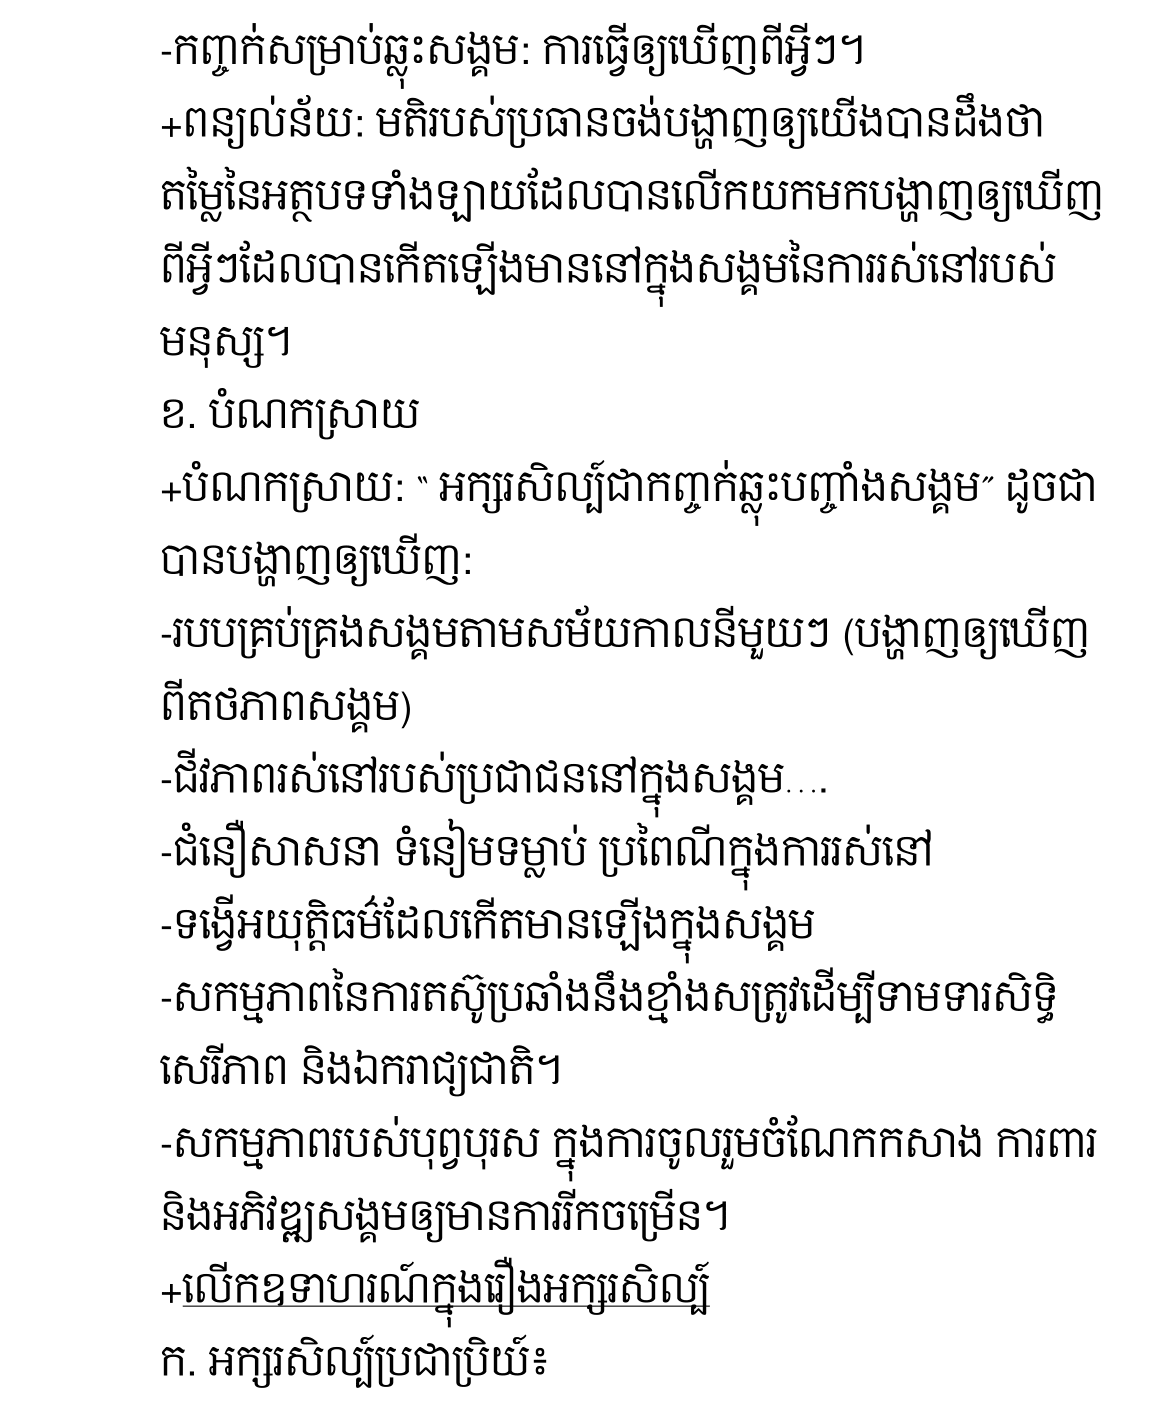 -កញ្ចក់សម្រាប់ឆ្លុះសង្គម: ការធ្វើឲ្យឃើញពីអ្វីៗ។
+ពន្យល់ន័យ: មតិរបស់ប្រធានចង់បង្ហាញឲ្យយើងបានដឹងថា
តម្លៃនៃអត្ថបទទាំងឡាយដែលបានលើកយកមកបង្ហាញឲ្យឃើញ
ពីអ្វីៗដែលបានកើតឡើងមាននៅក្នុងសង្គមនៃការរស់នៅរបស់
មនុស្ស។
ខ. បំណកស្រាយ
+បំណកស្រាយ: “ អក្សរសិល្ប៍ជាកញ្ចក់ឆ្លុះបញ្ចាំងសង្គម” ដូចជា
បានបង្ហាញឲ្យឃើញ:
-របបគ្រប់គ្រងសង្គមតាមសម័យកាលនីមួយៗ (បង្ហាញឲ្យឃើញ
ពីតថភាពសង្គម)
-ជីវភាពរស់នៅរបស់ប្រជាជននៅក្នុងសង្គម….
-ជំនឿសាសនា ទំនៀមទម្លាប់ ប្រពៃណីក្នុងការរស់នៅ
-ទង្វើអយុត្តិធម៌ដែលកើតមានឡើងក្នុងសង្គម
-សកម្មភាពនៃការតស៊ូប្រឆាំងនឹងខ្មាំងសត្រូវដើម្បីទាមទារសិទ្ធិ
សេរីភាព និងឯករាជ្យជាតិ។
-សកម្មភាពរបស់បុព្វបុរស ក្នុងការចូលរួមចំណែកកសាង ការពារ
និងអភិវឌ្ឍសង្គមឲ្យមានការរីកចម្រើន។
+លើកឧទាហរណ៍ក្នុងរឿងអក្សរសិល្ប៍
ក. អក្សរសិល្ប៍ប្រជាប្រិយ៍៖